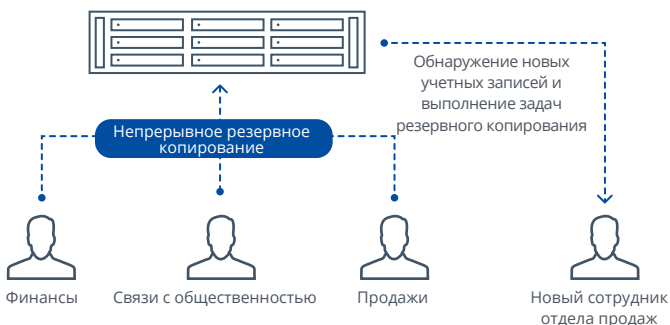 Обнаружение новых
учетных записей и
выполнение задач
резервного копирования
Непрерывное резервное
копирование
Финансы
Связи с общественностью
Продажи
Новый сотрудник
отдела продаж